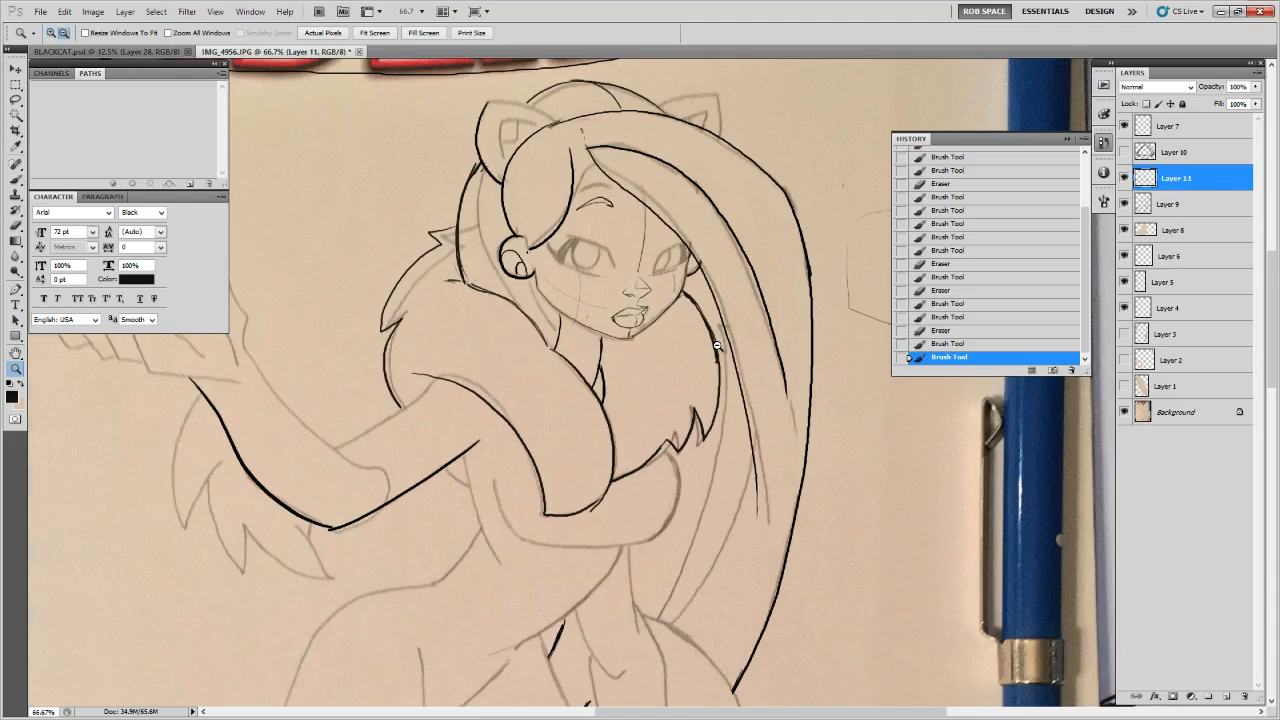 Ps File Edit Image Layer Select Filter View Window Help Br Mb 66.7 ROB SPACE ESSENTIALS DESIGN CS Live
Resize Windows To Fit Zoom All Windows Scrubby Zoom Actual Pixels Fit Screen Fill Screen Print Size
BLACKCAT.psd @ 12.5% (Layer 28, RGB/8) IMG_4956.JPG @ 66.7% (Layer 11, RGB/8) *
CHANNELS PATHS
CHARACTER PARAGRAPH
Arial Black
72 pt (Auto)
Metrics 0
100% 100%
0 pt Color:
T T TT Tr T' T, T T
English: USA aa Smooth
HISTORY
Brush Tool
Brush Tool
Eraser
Brush Tool
Brush Tool
Brush Tool
Brush Tool
Brush Tool
Eraser
Brush Tool
Eraser
Brush Tool
Brush Tool
Eraser
Brush Tool
Brush Tool
LAYERS
Normal Opacity: 100%
Lock: Fill: 100%
Layer 7
Layer 10
Layer 11
Layer 9
Layer 8
Layer 6
Layer 5
Layer 4
Layer 3
Layer 2
Layer 1
Background
66.67% Doc: 34.9M/65.6M